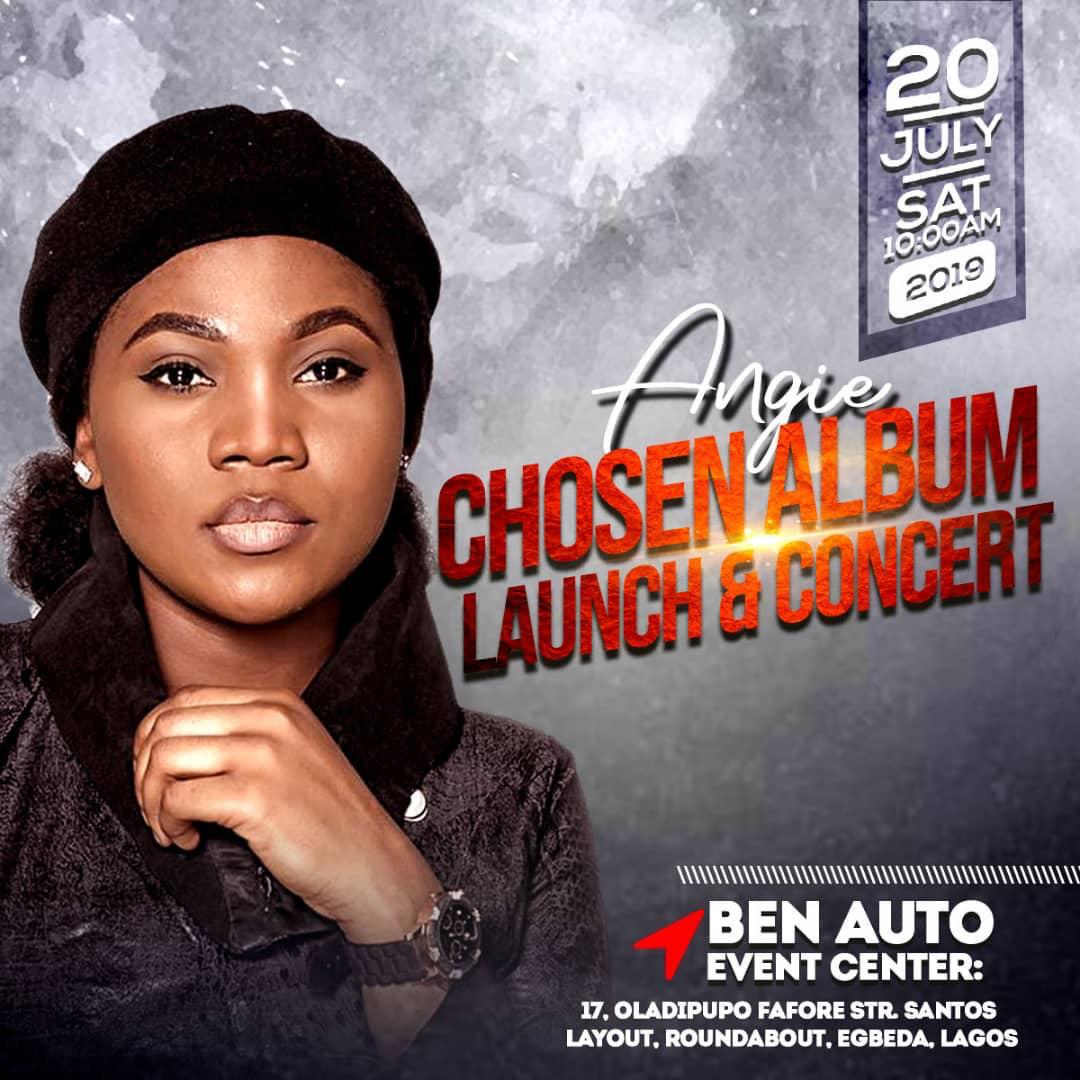 20
JULY
SAT
10:00AM
2019
Angie
CHOSEN ALBUM
LAUNCH & CONCERT
BEN AUTO
EVENT CENTER:
17, OLADIPUPO FAFORE STR. SANTOS
LAYOUT, ROUNDABOUT, EGBEDA, LAGOS